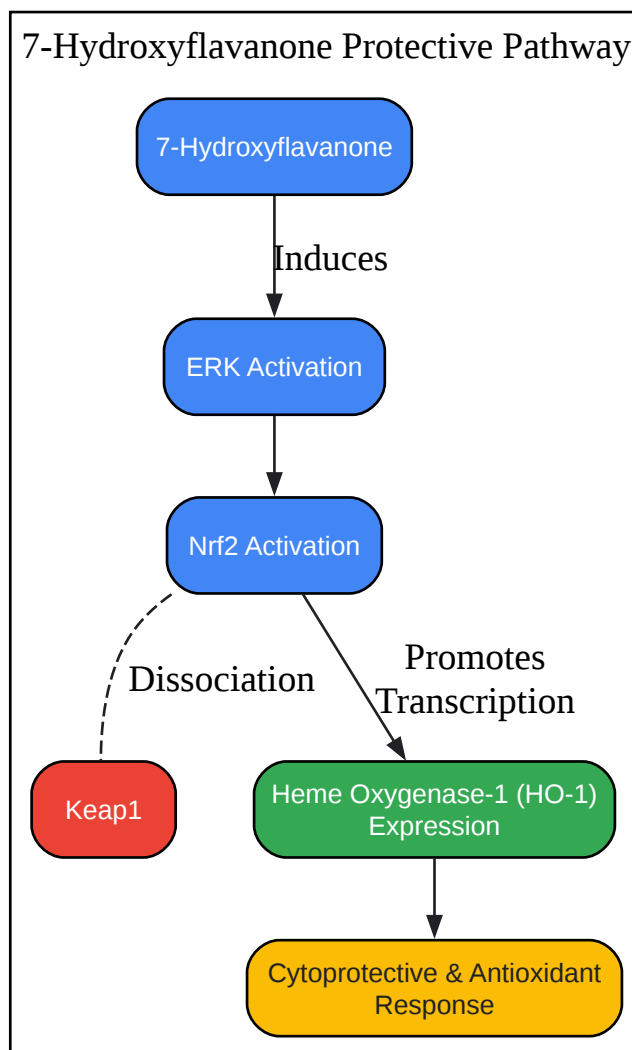 7-Hydroxyflavanone Protective Pathway
7-Hydroxyflavanone
Induces
ERK Activation
Nrf2 Activation
Dissociation
Promotes
Transcription
Keap1
Heme Oxygenase-1 (HO-1)
Expression
Cytoprotective & Antioxidant
Response